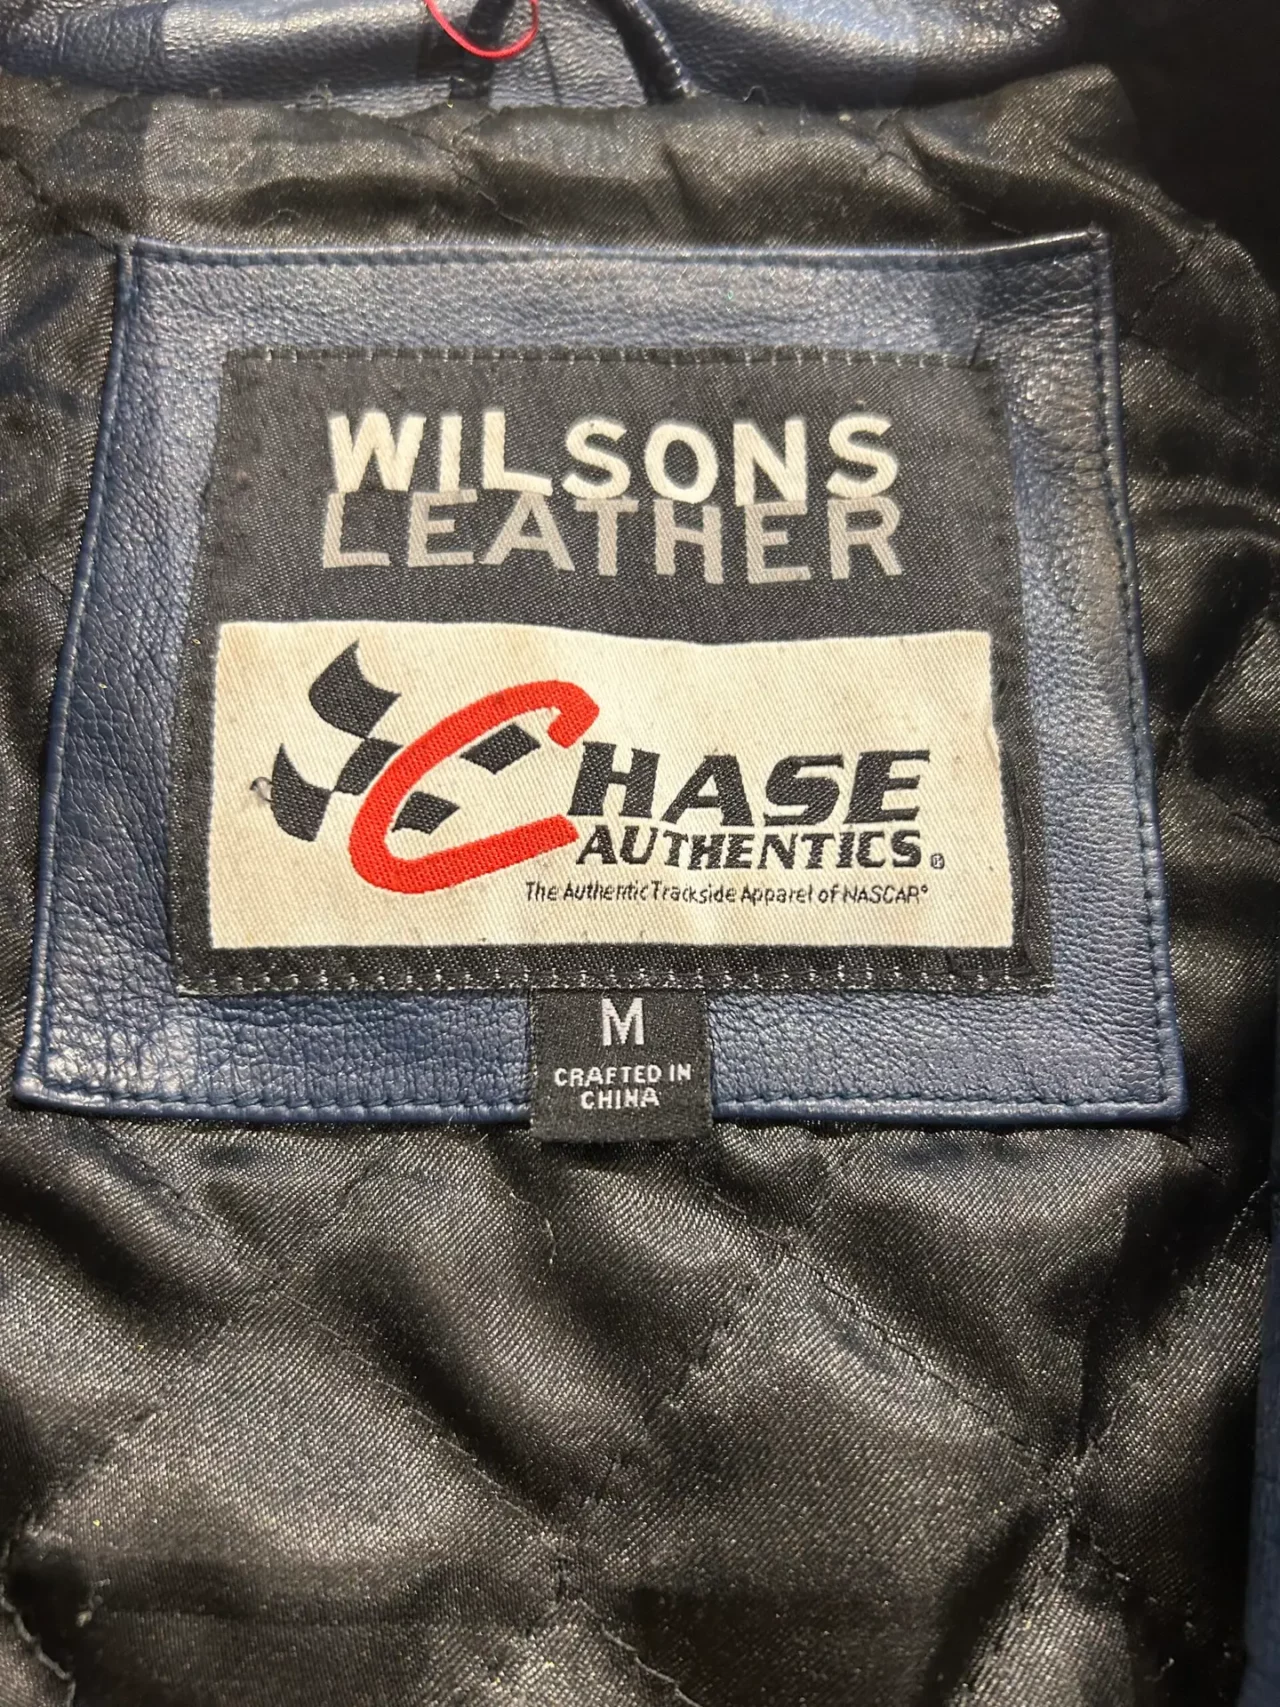 WILSONS
LEATHER
CHASE
AUTHENTICS®
The Authentic Trackside Apparel of NASCAR®
M
CRAFTED IN
CHINA